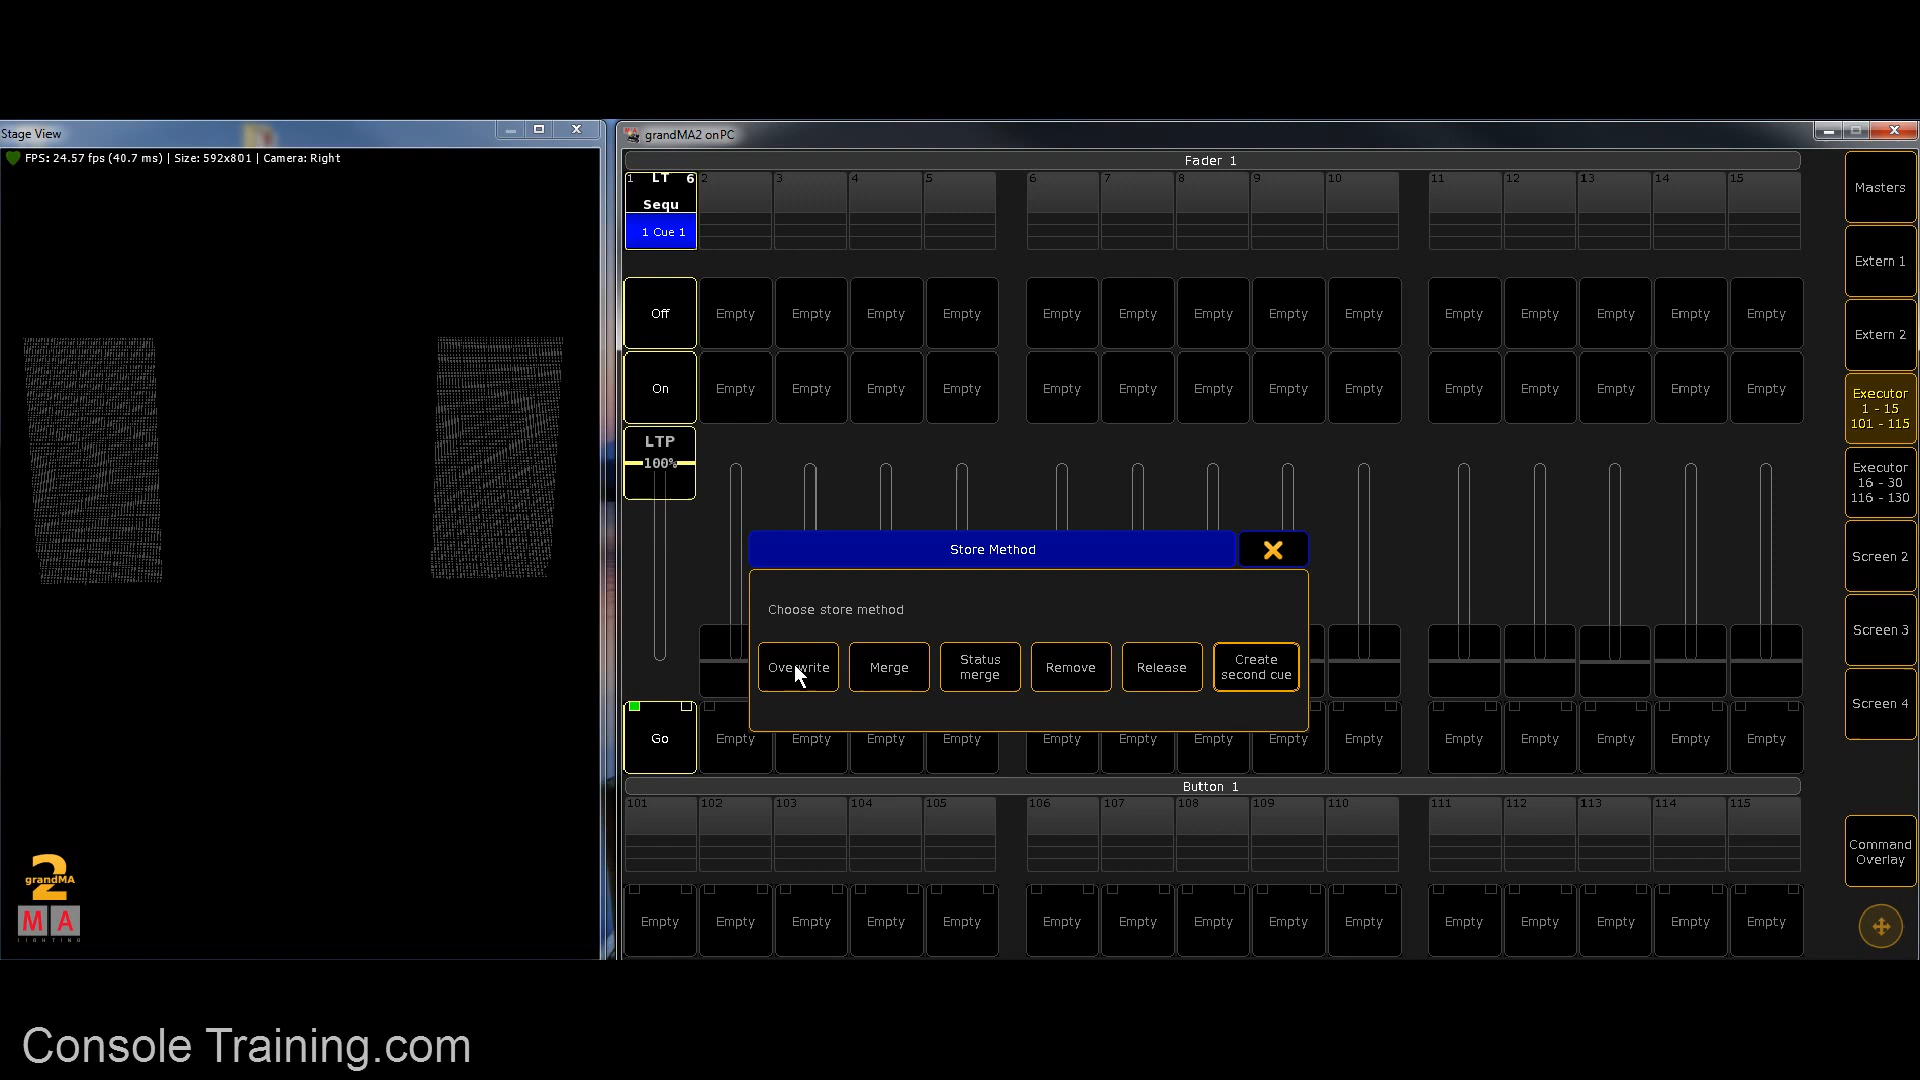 Stage View
FPS: 24.57 fps (40.7 ms) | Size: 592x801 | Camera: Right
grandMA2 onPC
Fader 1
1 LT 6 2 3 4 5 6 7 8 9 10 11 12 13 14 15
Sequ
1 Cue 1
Off Empty Empty Empty Empty Empty Empty Empty Empty Empty Empty Empty Empty Empty Empty
On Empty Empty Empty Empty Empty Empty Empty Empty Empty Empty Empty Empty Empty Empty
LTP
100%
Store Method
Choose store method
Overwrite Merge Status merge Remove Release Create second cue
Go Empty Empty Empty Empty Empty Empty Empty Empty Empty Empty Empty Empty Empty Empty
Button 1
101 102 103 104 105 106 107 108 109 110 111 112 113 114 115
Empty Empty Empty Empty Empty Empty Empty Empty Empty Empty Empty Empty Empty Empty Empty
Masters
Extern 1
Extern 2
Executor
1 - 15
101 - 115
Executor
16 - 30
116 - 130
Screen 2
Screen 3
Screen 4
Command
Overlay
2
grandMA
MA
LIGHTING
Console Training.com